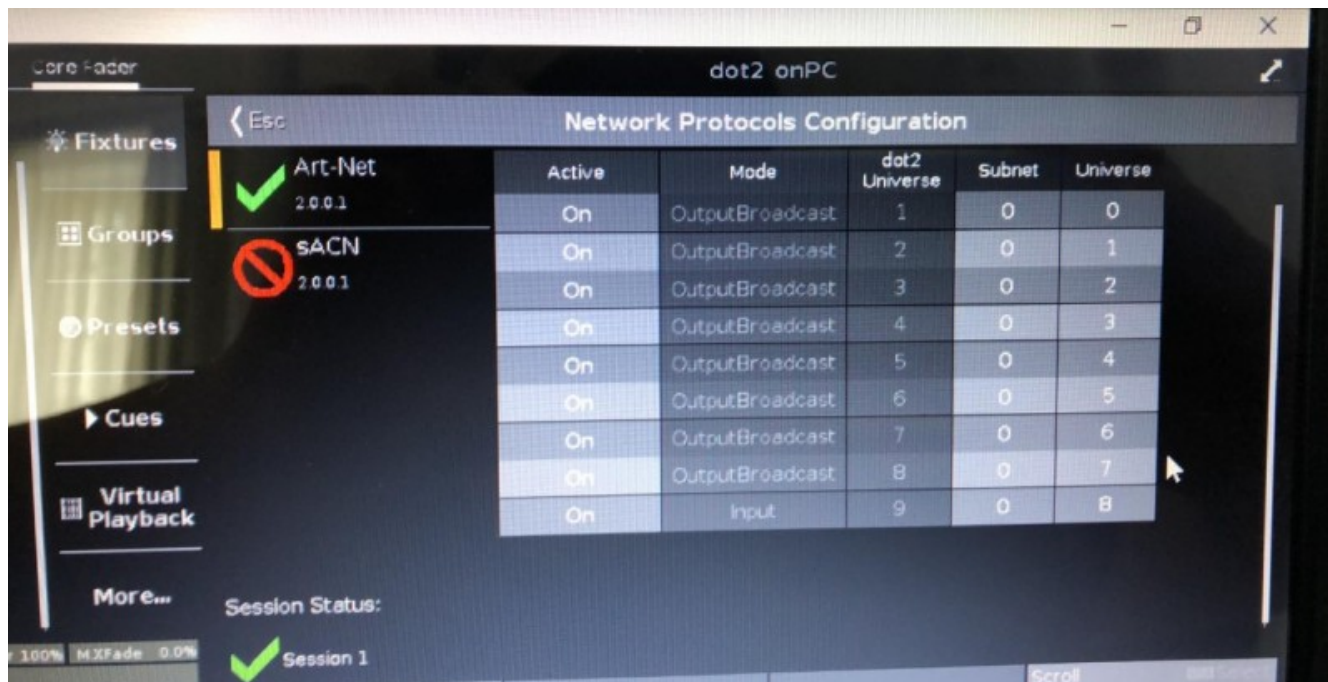 Core Fader
dot2 onPC
Esc
Network Protocols Configuration
Fixtures
Groups
Presets
Cues
Virtual
Playback
More...
Art-Net
2.0.0.1
sACN
2.0.0.1
Active Mode dot2 Universe Subnet Universe
On OutputBroadcast 1 0 0
On OutputBroadcast 2 0 1
On OutputBroadcast 3 0 2
On OutputBroadcast 4 0 3
On OutputBroadcast 5 0 4
On OutputBroadcast 6 0 5
On OutputBroadcast 7 0 6
On OutputBroadcast 8 0 7
On Input 9 0 8
Session Status:
Session 1
100% MXFade 0.0%
Scroll